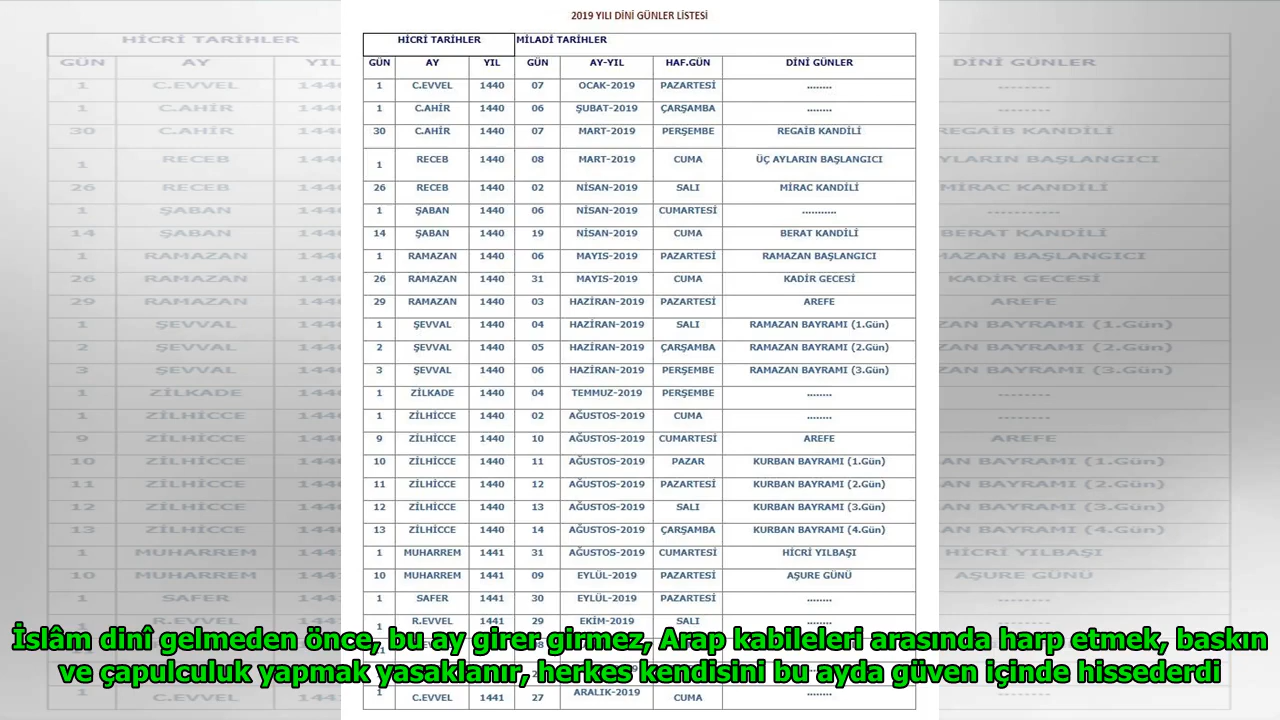 2019 YILI DİNİ GÜNLER LİSTESİ
HİCRİ TARİHLER MİLADİ TARİHLER
GÜN AY YIL GÜN AY-YIL HAF.GÜN DİNİ GÜNLER
1 C.EVVEL 1440 07 OCAK-2019 PAZARTESİ ........
1 C.AHİR 1440 06 ŞUBAT-2019 ÇARŞAMBA ........
30 C.AHİR 1440 07 MART-2019 PERŞEMBE REGAİB KANDİLİ
1 RECEB 1440 08 MART-2019 CUMA ÜÇ AYLARIN BAŞLANGICI
26 RECEB 1440 02 NİSAN-2019 SALI MİRAC KANDİLİ
1 ŞABAN 1440 06 NİSAN-2019 CUMARTESİ ...........
14 ŞABAN 1440 19 NİSAN-2019 CUMA BERAT KANDİLİ
1 RAMAZAN 1440 06 MAYIS-2019 PAZARTESİ RAMAZAN BAŞLANGICI
26 RAMAZAN 1440 31 MAYIS-2019 CUMA KADİR GECESİ
29 RAMAZAN 1440 03 HAZİRAN-2019 PAZARTESİ AREFE
1 ŞEVVAL 1440 04 HAZİRAN-2019 SALI RAMAZAN BAYRAMI (1.Gün)
2 ŞEVVAL 1440 05 HAZİRAN-2019 ÇARŞAMBA RAMAZAN BAYRAMI (2.Gün)
3 ŞEVVAL 1440 06 HAZİRAN-2019 PERŞEMBE RAMAZAN BAYRAMI (3.Gün)
1 ZİLKADE 1440 04 TEMMUZ-2019 PERŞEMBE ........
1 ZİLHİCCE 1440 02 AĞUSTOS-2019 CUMA ........
9 ZİLHİCCE 1440 10 AĞUSTOS-2019 CUMARTESİ AREFE
10 ZİLHİCCE 1440 11 AĞUSTOS-2019 PAZAR KURBAN BAYRAMI (1.Gün)
11 ZİLHİCCE 1440 12 AĞUSTOS-2019 PAZARTESİ KURBAN BAYRAMI (2.Gün)
12 ZİLHİCCE 1440 13 AĞUSTOS-2019 SALI KURBAN BAYRAMI (3.Gün)
13 ZİLHİCCE 1440 14 AĞUSTOS-2019 ÇARŞAMBA KURBAN BAYRAMI (4.Gün)
1 MUHARREM 1441 31 AĞUSTOS-2019 CUMARTESİ HİCRİ YILBAŞI
10 MUHARREM 1441 09 EYLÜL-2019 PAZARTESİ AŞURE GÜNÜ
1 SAFER 1441 30 EYLÜL-2019 PAZARTESİ ........
R.EVVEL 1441 29 EKİM-2019 SALI
İslâm dinî gelmeden önce, bu ay girer girmez, Arap kabileleri arasında harp etmek, baskın
ve çapulculuk yapmak yasaklanır, herkes kendisini bu ayda güven içinde hissederdi
1 C.EVVEL 1441 27 ARALIK-2019 CUMA ........